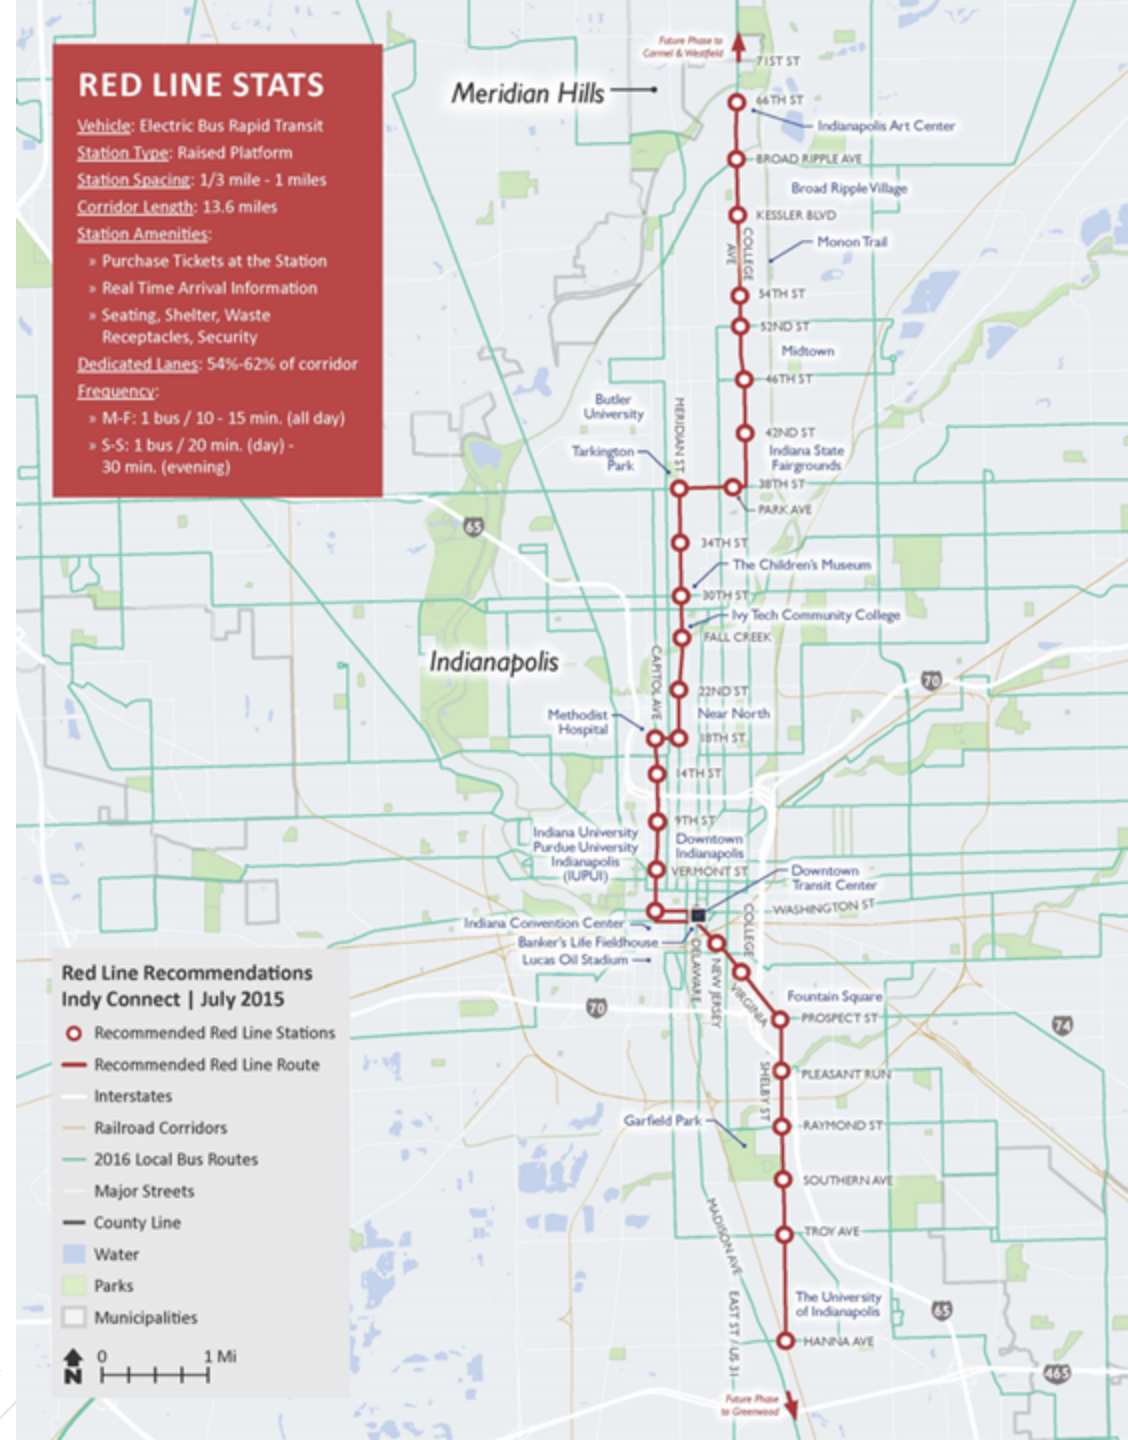 RED LINE STATS
Vehicle: Electric Bus Rapid Transit
Station Type: Raised Platform
Station Spacing: 1/3 mile - 1 miles
Corridor Length: 13.6 miles
Station Amenities:
» Purchase Tickets at the Station
» Real Time Arrival Information
» Seating, Shelter, Waste
Receptacles, Security
Dedicated Lanes: 54%-62% of corridor
Frequency:
» M-F: 1 bus / 10 - 15 min. (all day)
» S-S: 1 bus / 20 min. (day) -
30 min. (evening)
Future Phase to
Carmel & Westfield
71ST ST
Meridian Hills
66TH ST
Indianapolis Art Center
BROAD RIPPLE AVE
Broad Ripple Village
KESSLER BLVD
COLLEGE
AVE
Monon Trail
54TH ST
52ND ST
Midtown
46TH ST
Butler
University
MERIDIAN ST
42ND ST
Tarkington
Park
Indiana State
Fairgrounds
38TH ST
PARK AVE
65
34TH ST
The Children's Museum
30TH ST
Ivy Tech Community College
FALL CREEK
Indianapolis
CAPITOL AVE
70
22ND ST
Methodist
Hospital
Near North
18TH ST
14TH ST
9TH ST
Indiana University
Purdue University
Indianapolis
(IUPUI)
Downtown
Indianapolis
VERMONT ST
Downtown
Transit Center
WASHINGTON ST
COLLEGE
Indiana Convention Center
Banker's Life Fieldhouse
Lucas Oil Stadium
DELAWARE
NEW JERSEY
VIRGINIA
Fountain Square
70
PROSPECT ST
74
SHELBY ST
PLEASANT RUN
Garfield Park
RAYMOND ST
SOUTHERN AVE
MADISON AVE
TROY AVE
The University
of Indianapolis
65
EAST ST / US 31
HANNA AVE
465
Future Phase
to Greenwood
Red Line Recommendations
Indy Connect | July 2015
Recommended Red Line Stations
Recommended Red Line Route
Interstates
Railroad Corridors
2016 Local Bus Routes
Major Streets
County Line
Water
Parks
Municipalities
N
0 1 Mi